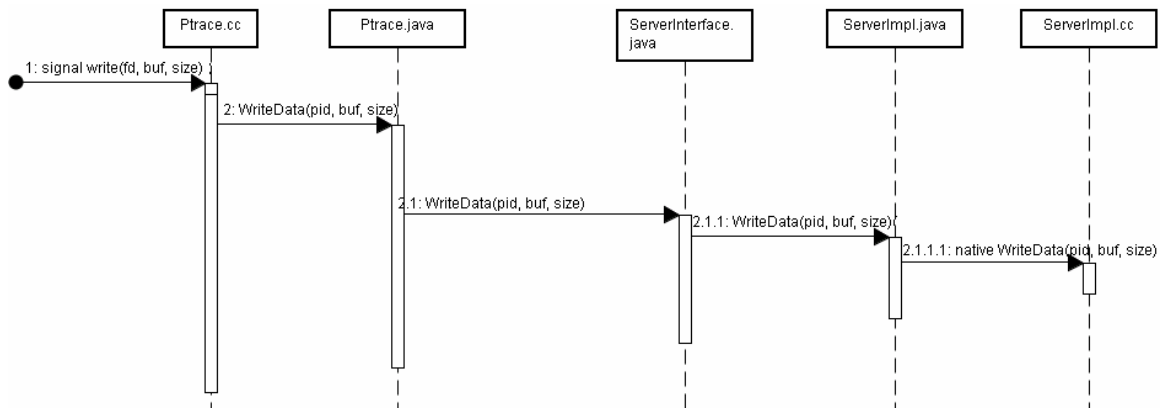 Ptrace.cc
Ptrace.java
ServerInterface.
java
ServerImpl.java
ServerImpl.cc
1: signal write(fd, buf, size)
2: WriteData(pid, buf, size)
2.1: WriteData(pid, buf, size)
2.1.1: WriteData(pid, buf, size)
2.1.1.1: native WriteData(pid, buf, size)